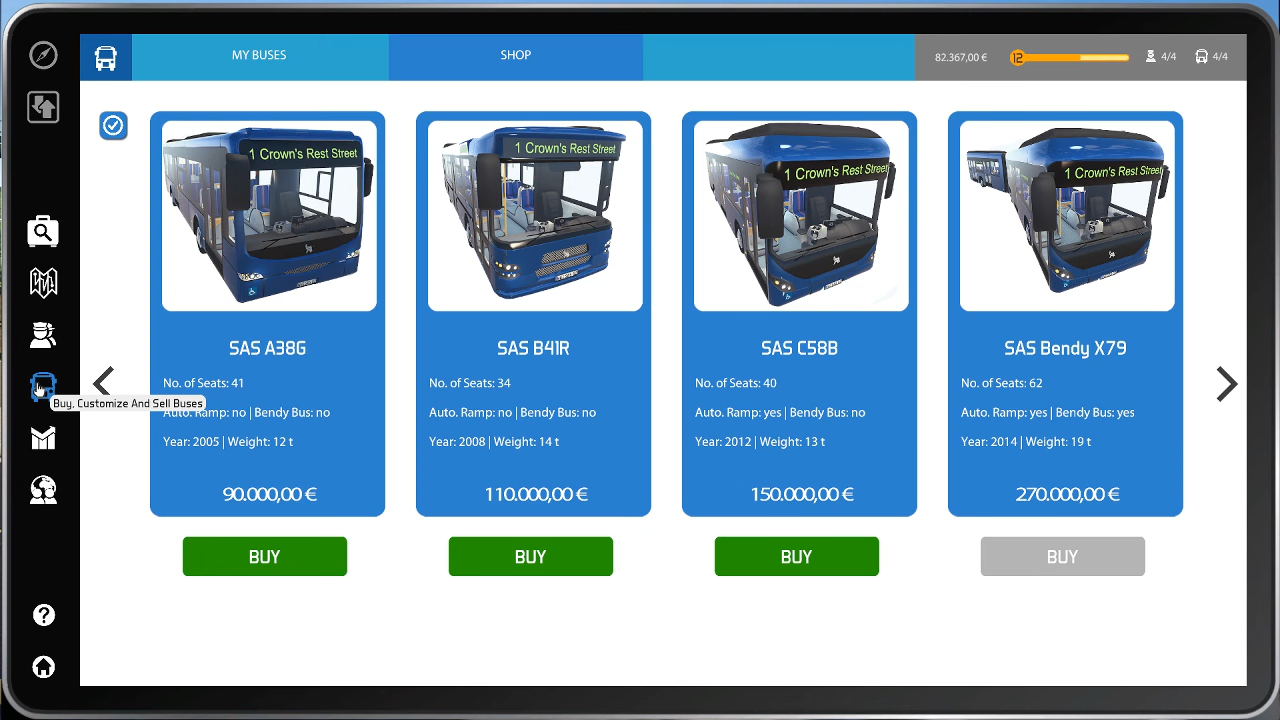 MY BUSES
SHOP
82.367,00 €
12
4/4
4/4
1 Crown's Rest Street
1 Crown's Rest Street
1 Crown's Rest Street
1 Crown's Rest Street
SAS A38G
No. of Seats: 41
Auto. Ramp: no | Bendy Bus: no
Year: 2005 | Weight: 12 t
90.000,00 €
BUY
SAS B41R
No. of Seats: 34
Auto. Ramp: no | Bendy Bus: no
Year: 2008 | Weight: 14 t
110.000,00 €
BUY
SAS C58B
No. of Seats: 40
Auto. Ramp: yes | Bendy Bus: no
Year: 2012 | Weight: 13 t
150.000,00 €
BUY
SAS Bendy X79
No. of Seats: 62
Auto. Ramp: yes | Bendy Bus: yes
Year: 2014 | Weight: 19 t
270.000,00 €
BUY
Buy, Customize And Sell Buses
?